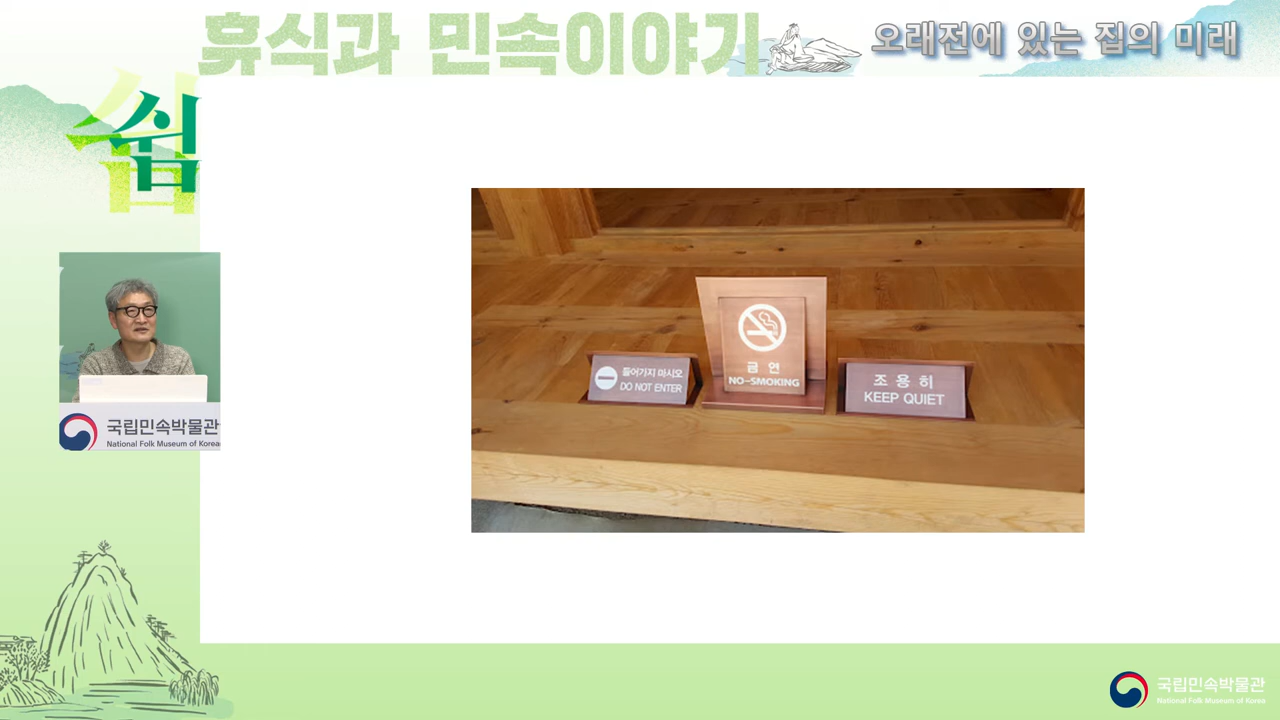 휴식과 민속이야기
오래전에 있는 집의 미래
쉼
들어가지 마시오
DO NOT ENTER
금 연
NO-SMOKING
조 용 히
KEEP QUIET
국립민속박물관
National Folk Museum of Korea
국립민속박물관
National Folk Museum of Korea